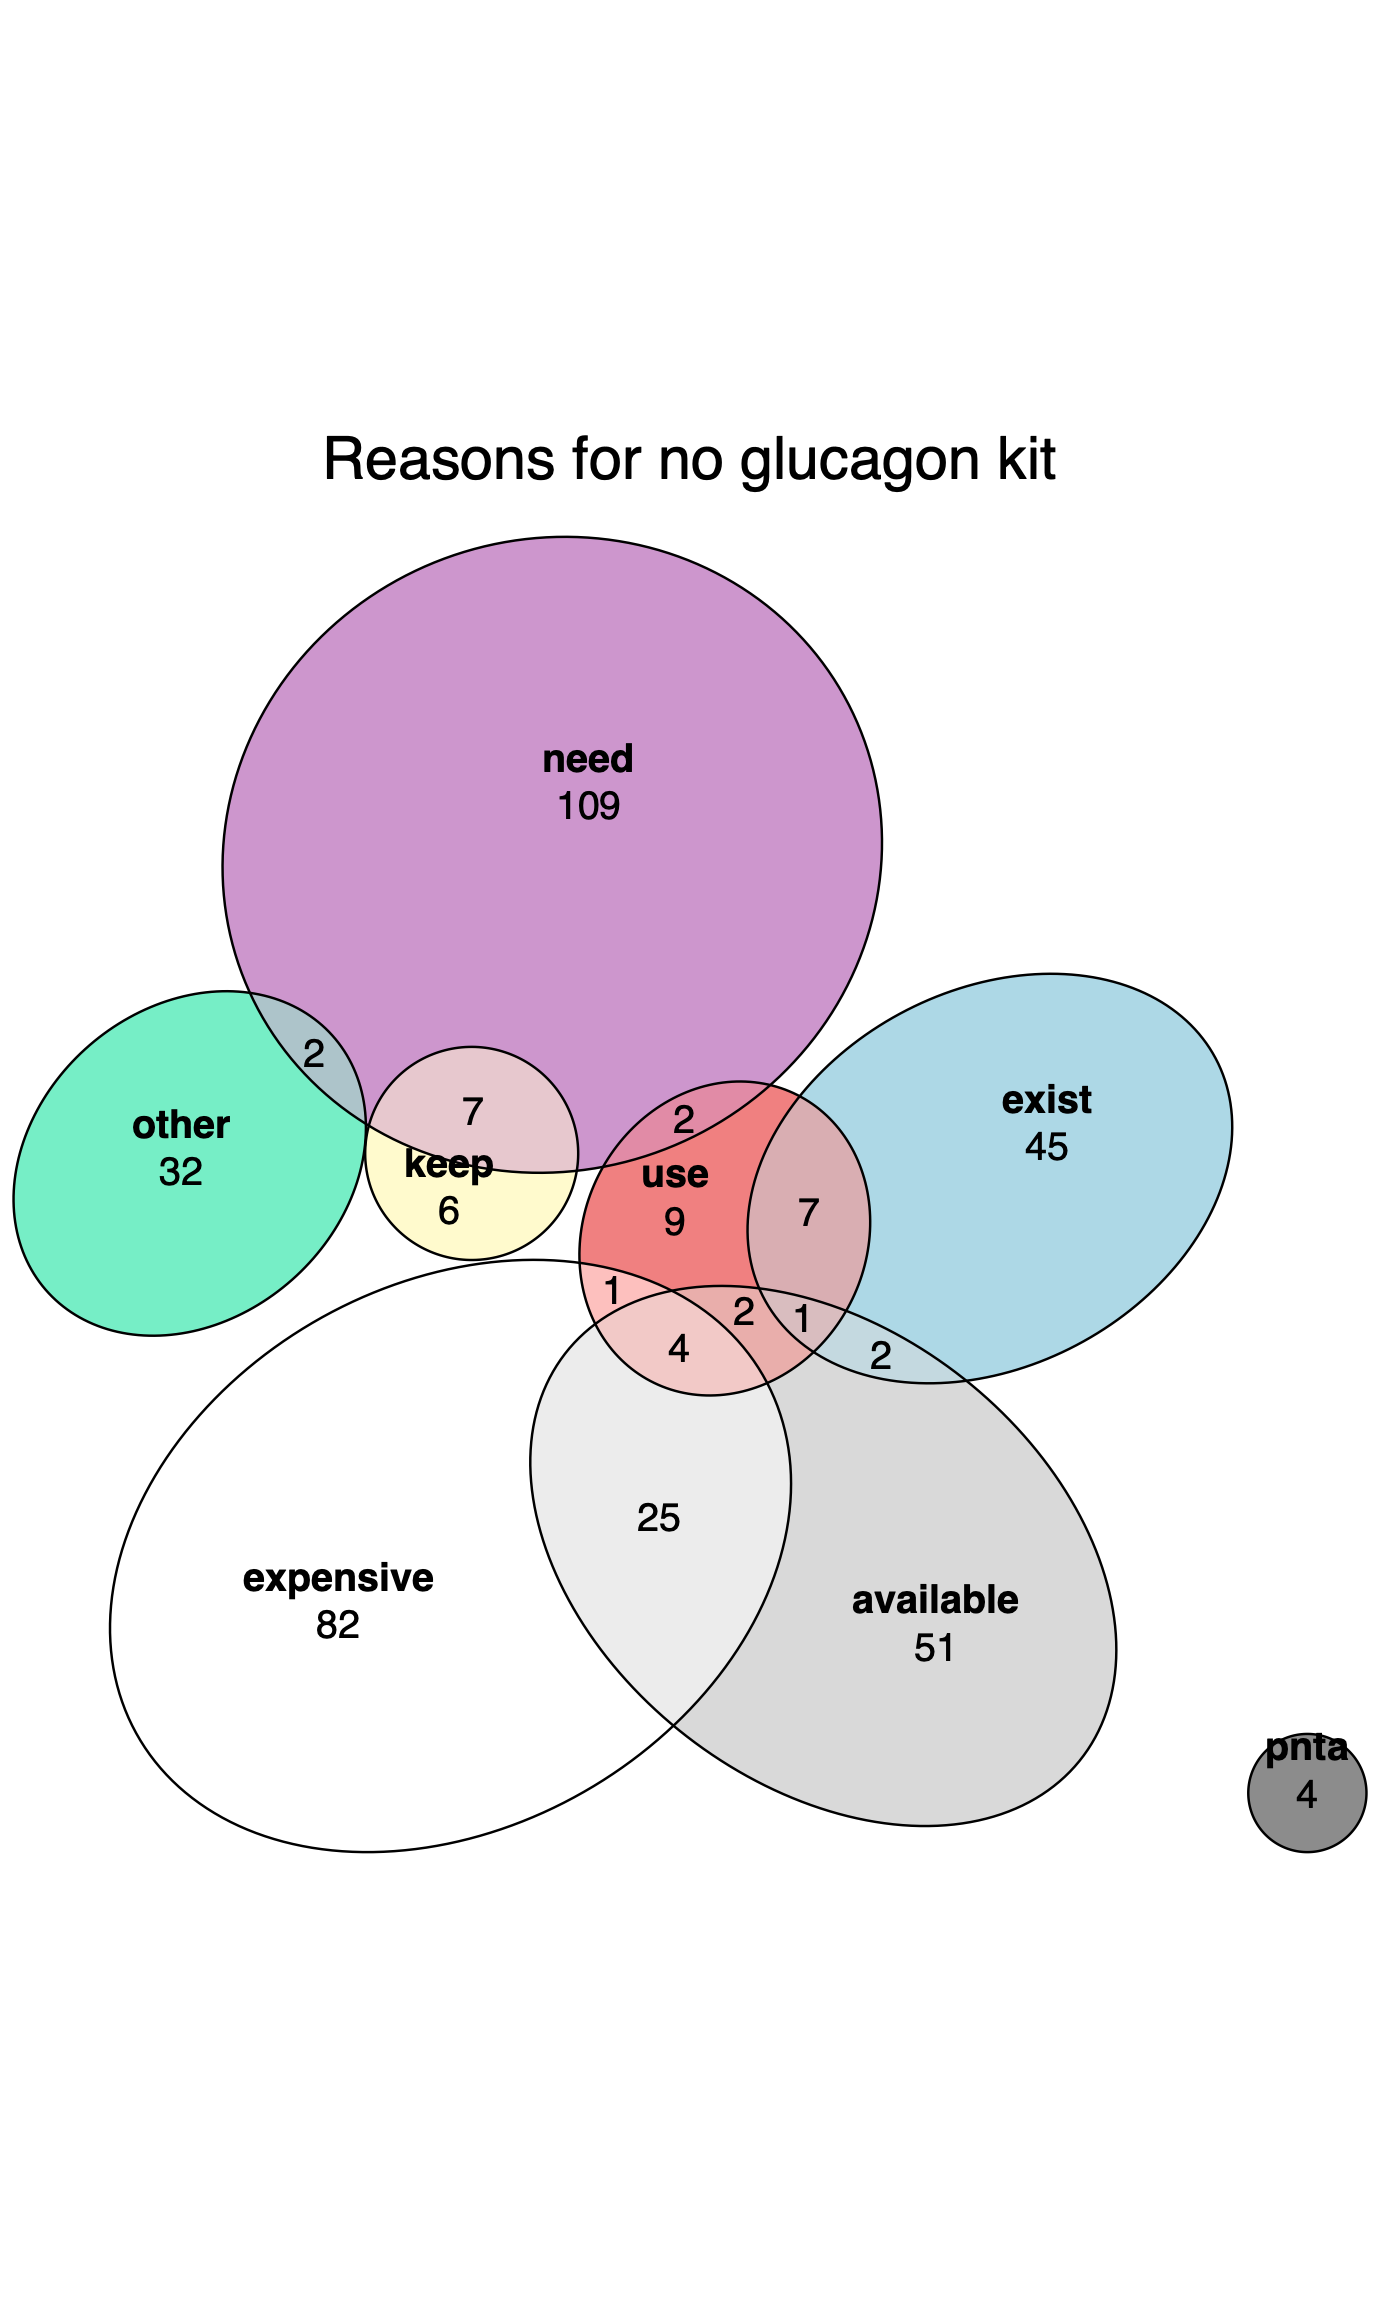 Reasons for no glucagon kit
need
109
2
other
32
7
keep
6
2
use
9
7
exist
45
1
2
1
4
2
25
expensive
82
available
51
pnta
4